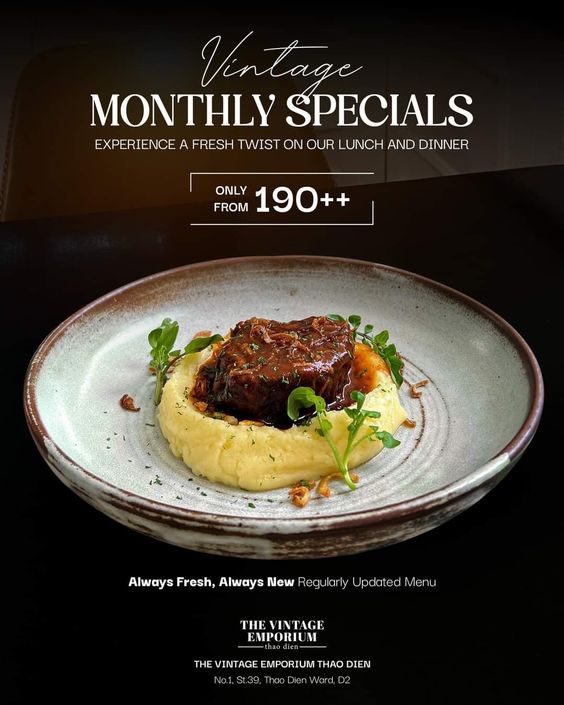 Vintage
MONTHLY SPECIALS
EXPERIENCE A FRESH TWIST ON OUR LUNCH AND DINNER
ONLY
FROM 190++
Always Fresh, Always New Regularly Updated Menu
THE VINTAGE
EMPORIUM
thao dien
THE VINTAGE EMPORIUM THAO DIEN
No.1, St.39, Thao Dien Ward, D2